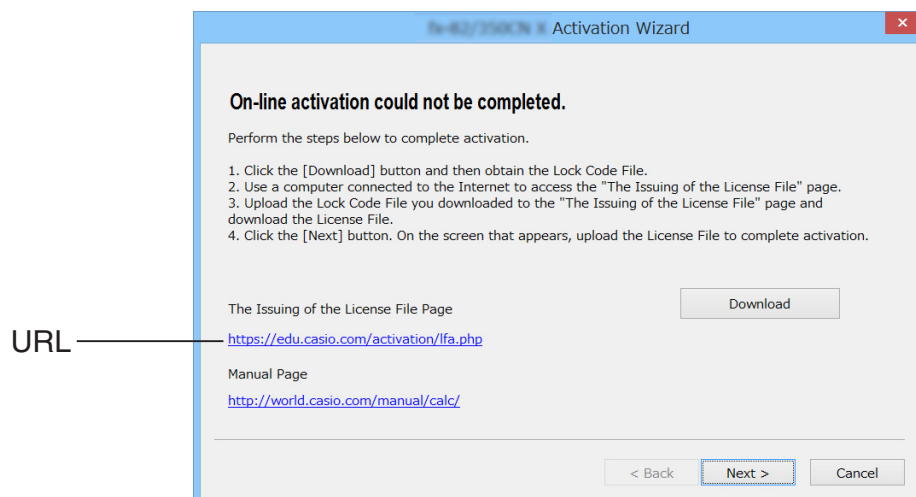 Activation Wizard
On-line activation could not be completed.
Perform the steps below to complete activation.
1. Click the [Download] button and then obtain the Lock Code File.
2. Use a computer connected to the Internet to access the "The Issuing of the License File" page.
3. Upload the Lock Code File you downloaded to the "The Issuing of the License File" page and
download the License File.
4. Click the [Next] button. On the screen that appears, upload the License File to complete activation.
The Issuing of the License File Page
Download
URL
https://edu.casio.com/activation/lfa.php
Manual Page
http://world.casio.com/manual/calc/
< Back
Next >
Cancel